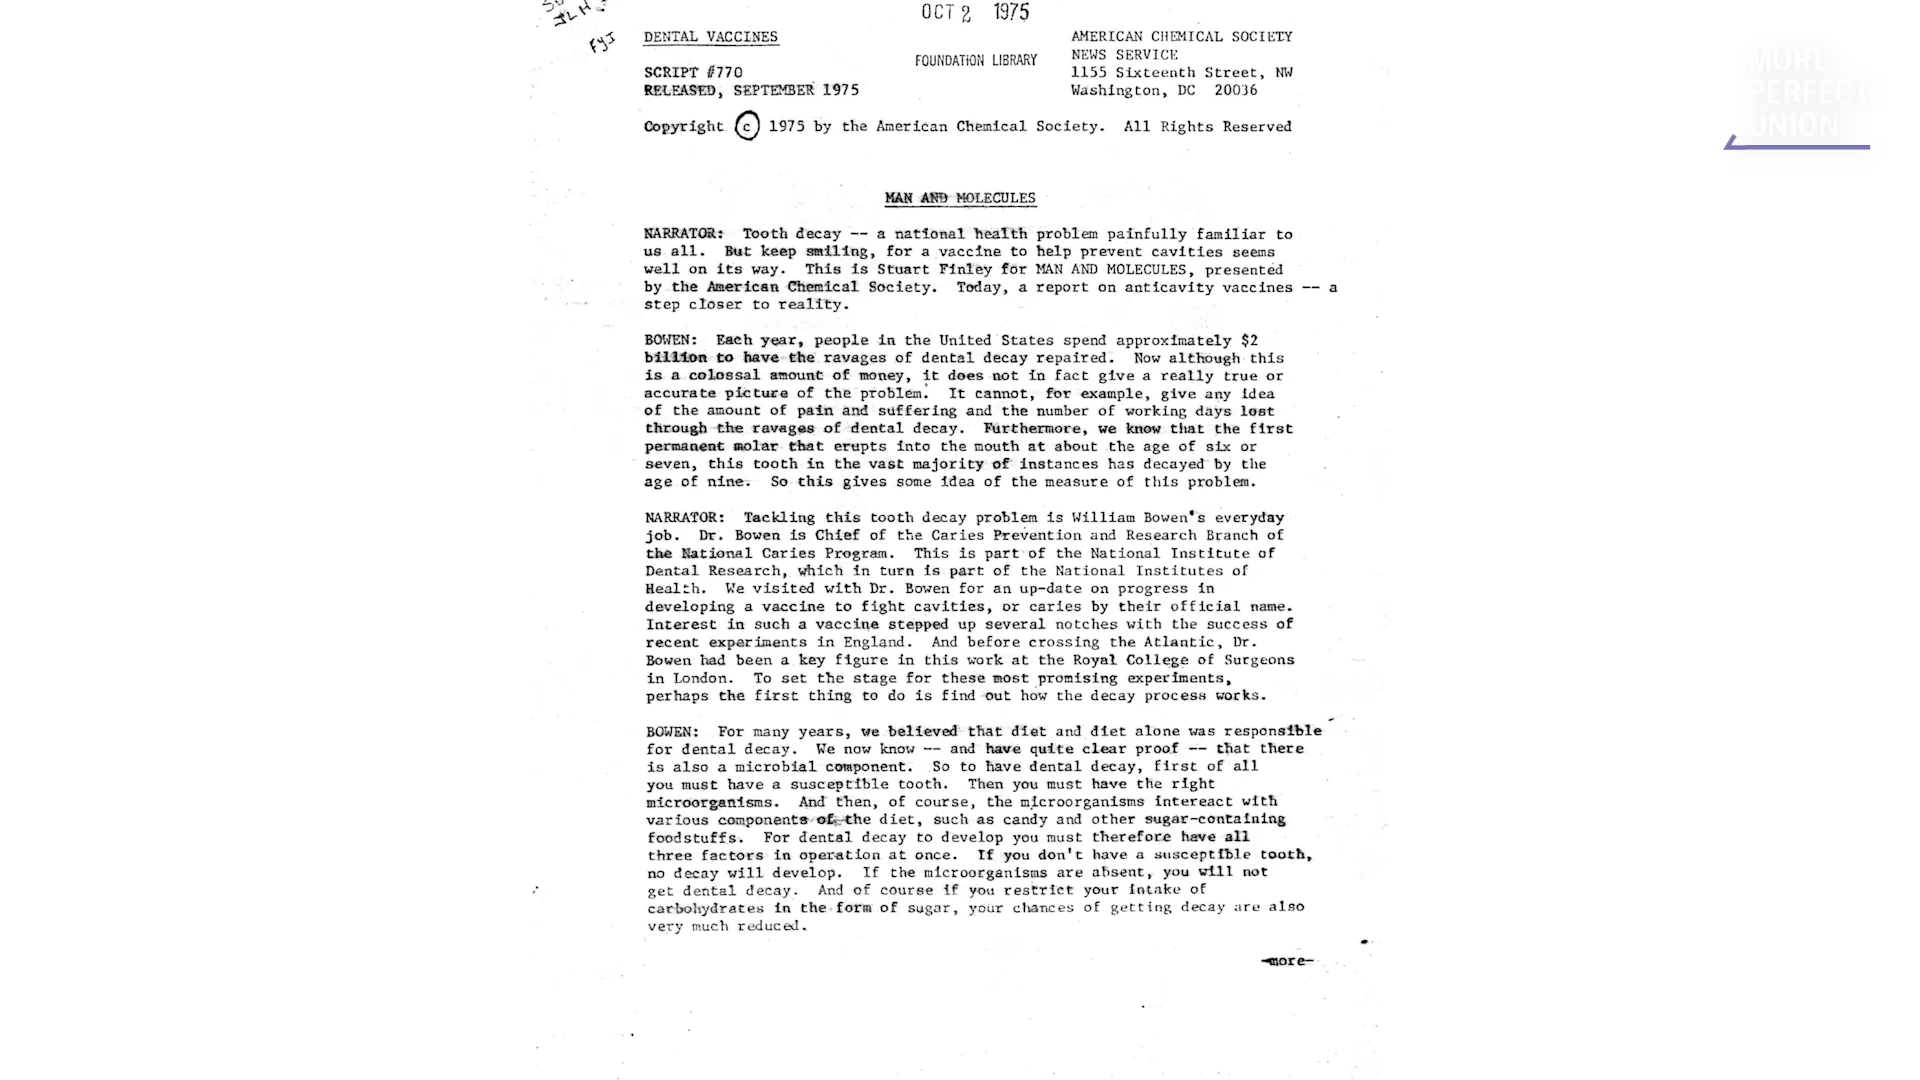 OCT 2 1975
FYI
DENTAL VACCINES
SCRIPT #770
RELEASED, SEPTEMBER 1975
FOUNDATION LIBRARY
AMERICAN CHEMICAL SOCIETY
NEWS SERVICE
1155 Sixteenth Street, NW
Washington, DC 20036
Copyright (c) 1975 by the American Chemical Society. All Rights Reserved
MORE
PERFECT
UNION
MAN AND MOLECULES
NARRATOR: Tooth decay -- a national health problem painfully familiar to
us all. But keep smiling, for a vaccine to help prevent cavities seems
well on its way. This is Stuart Finley for MAN AND MOLECULES, presented
by the American Chemical Society. Today, a report on anticavity vaccines -- a
step closer to reality.
BOWEN: Each year, people in the United States spend approximately $2
billion to have the ravages of dental decay repaired. Now although this
is a colossal amount of money, it does not in fact give a really true or
accurate picture of the problem. It cannot, for example, give any idea
of the amount of pain and suffering and the number of working days lost
through the ravages of dental decay. Furthermore, we know that the first
permanent molar that erupts into the mouth at about the age of six or
seven, this tooth in the vast majority of instances has decayed by the
age of nine. So this gives some idea of the measure of this problem.
NARRATOR: Tackling this tooth decay problem is William Bowen's everyday
job. Dr. Bowen is Chief of the Caries Prevention and Research Branch of
the National Caries Program. This is part of the National Institute of
Dental Research, which in turn is part of the National Institutes of
Health. We visited with Dr. Bowen for an up-date on progress in
developing a vaccine to fight cavities, or caries by their official name.
Interest in such a vaccine stepped up several notches with the success of
recent experiments in England. And before crossing the Atlantic, Dr.
Bowen had been a key figure in this work at the Royal College of Surgeons
in London. To set the stage for these most promising experiments,
perhaps the first thing to do is find out how the decay process works.
BOWEN: For many years, we believed that diet and diet alone was responsible
for dental decay. We now know -- and have quite clear proof -- that there
is also a microbial component. So to have dental decay, first of all
you must have a susceptible tooth. Then you must have the right
microorganisms. And then, of course, the microorganisms intereact with
various components of the diet, such as candy and other sugar-containing
foodstuffs. For dental decay to develop you must therefore have all
three factors in operation at once. If you don't have a susceptible tooth,
no decay will develop. If the microorganisms are absent, you will not
get dental decay. And of course if you restrict your intake of
carbohydrates in the form of sugar, your chances of getting decay are also
very much reduced.
-more-